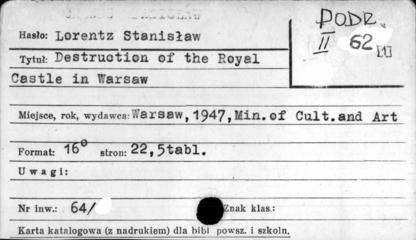 PODR.
II 62 [1]
Hasło: Lorentz Stanisław
Tytuł: Destruction of the Royal
Castle in Warsaw
Miejsce, rok, wydawca: Warsaw, 1947, Min. of Cult. and Art
Format: 16° stron: 22, 5tabl.
Uwagi:
Nr inw.: 64/ Znak klas.:
Karta katalogowa (z nadrukiem) dla bibl powsz. i szkoln.